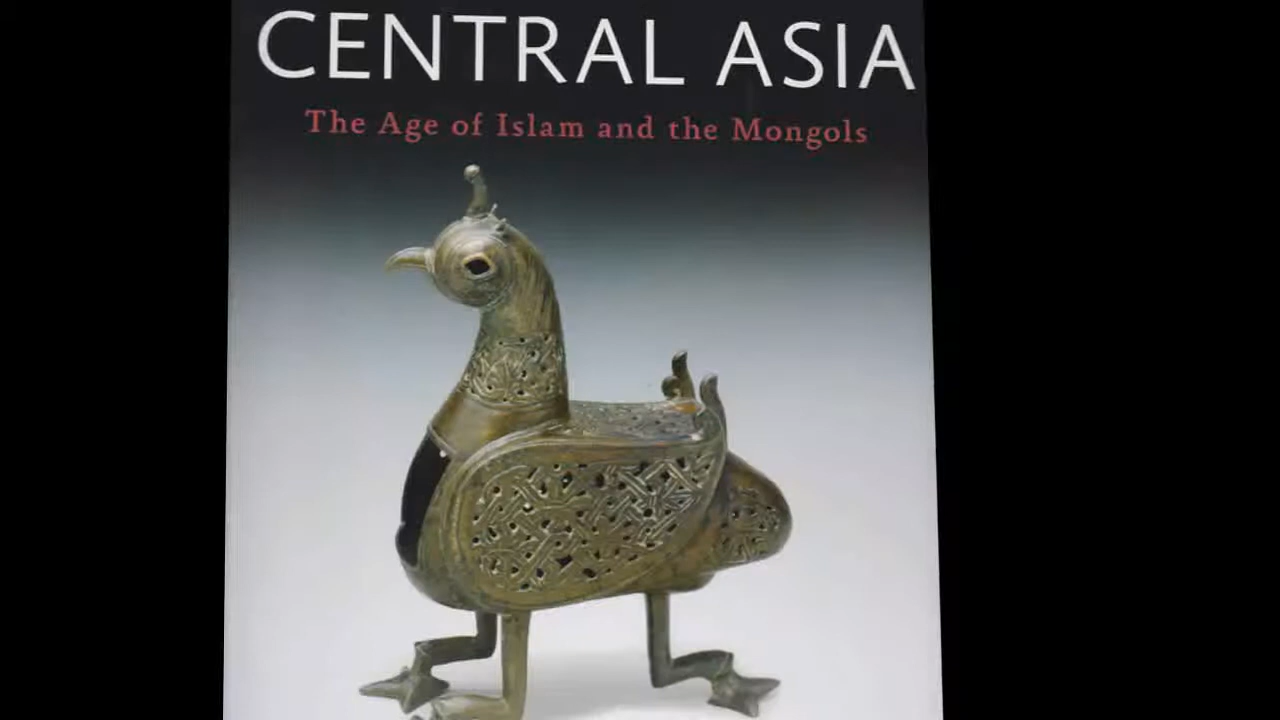 CENTRAL ASIA
The Age of Islam and the Mongols